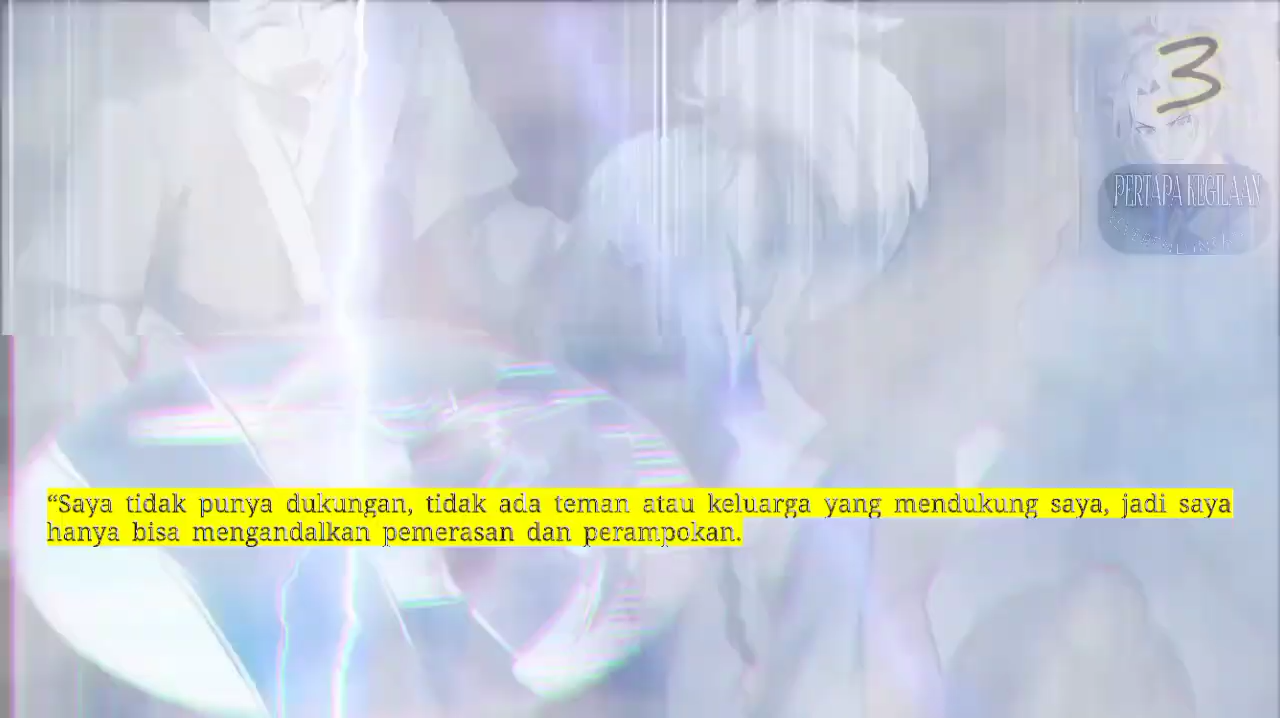 3
PERTAPA KEGILAAN
“Saya tidak punya dukungan, tidak ada teman atau keluarga yang mendukung saya, jadi saya
hanya bisa mengandalkan pemerasan dan perampokan.